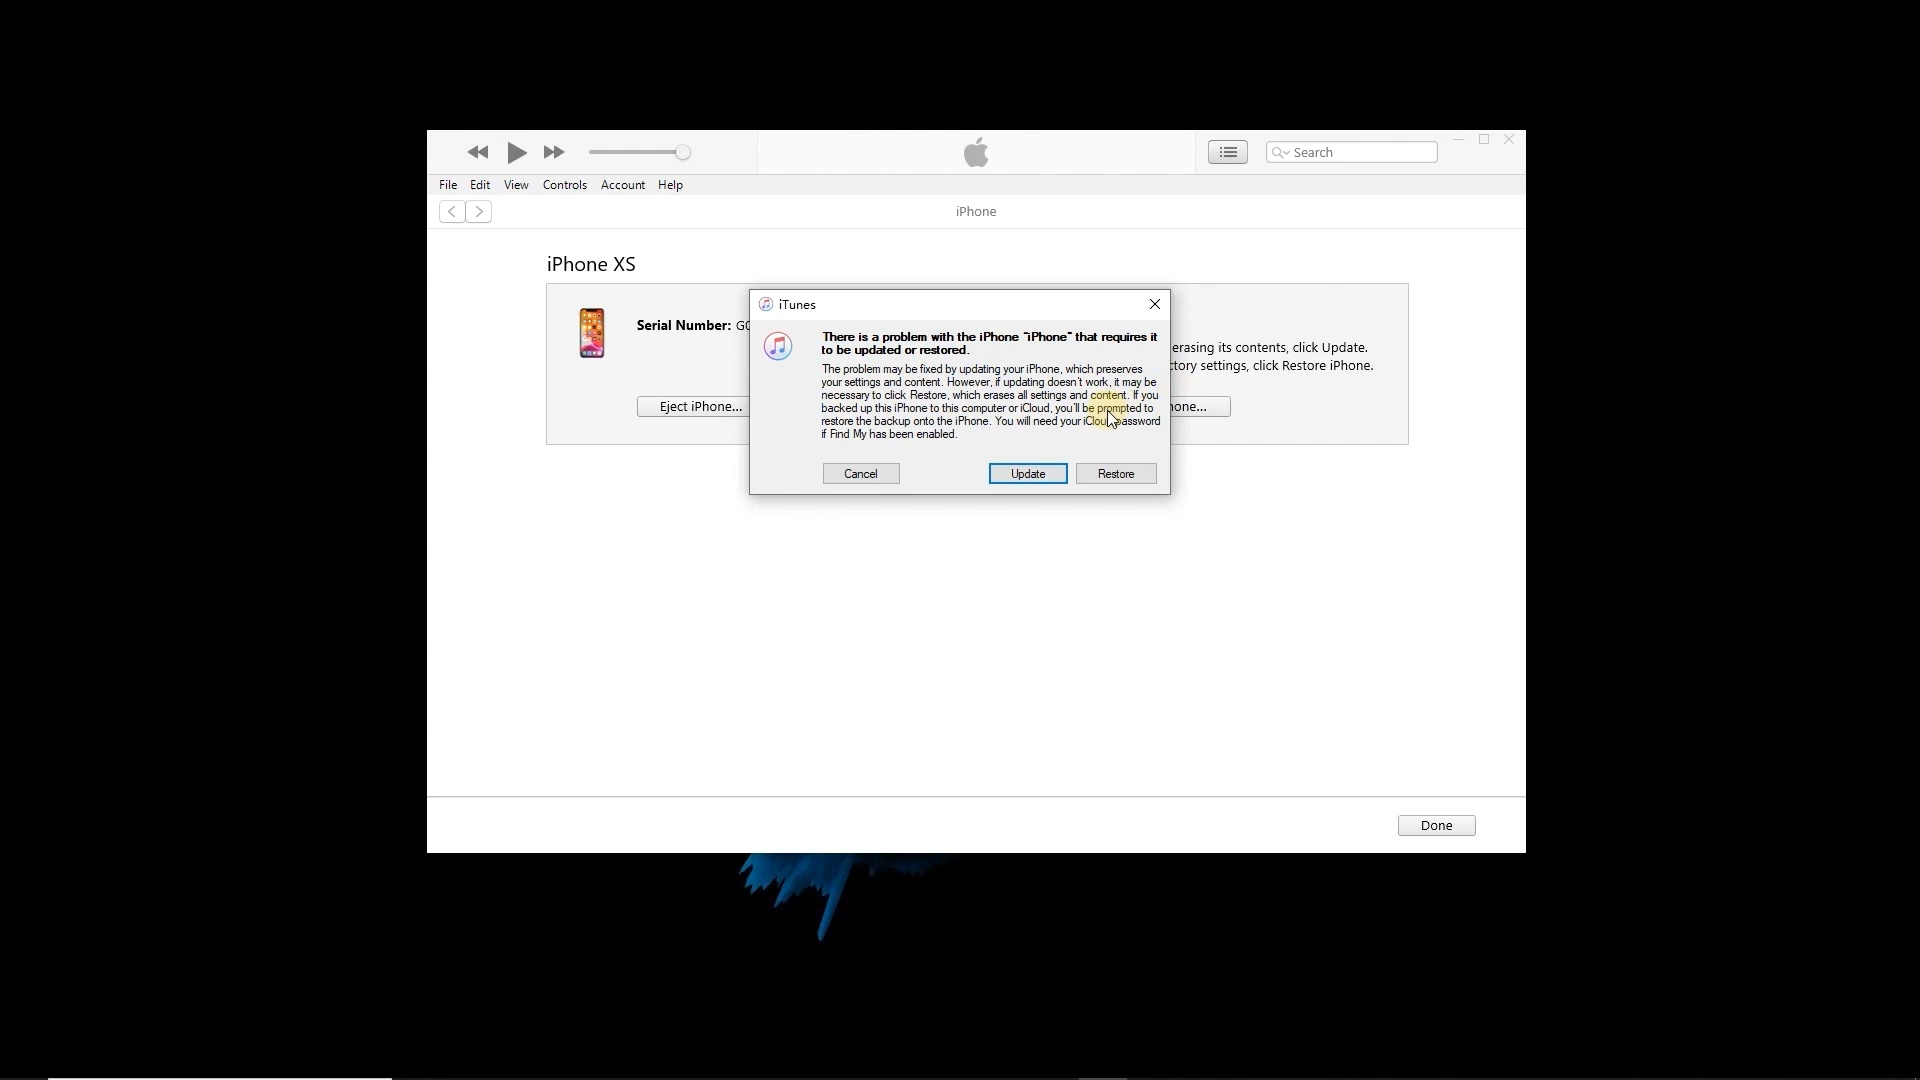 Search
File Edit View Controls Account Help
iPhone
iPhone XS
iTunes
Serial Number:
There is a problem with the iPhone "iPhone" that requires it
to be updated or restored.
erasing its contents, click Update.
settings, click Restore iPhone.
The problem may be fixed by updating your iPhone, which preserves
your settings and content. However, if updating doesn't work, it may be
necessary to click Restore, which erases all settings and content. If you
backed up this iPhone to this computer or iCloud, you'll be prompted to
restore the backup onto the iPhone. You will need your iCloud password
if Find My has been enabled.
Eject iPhone...
Cancel Update Restore
Done